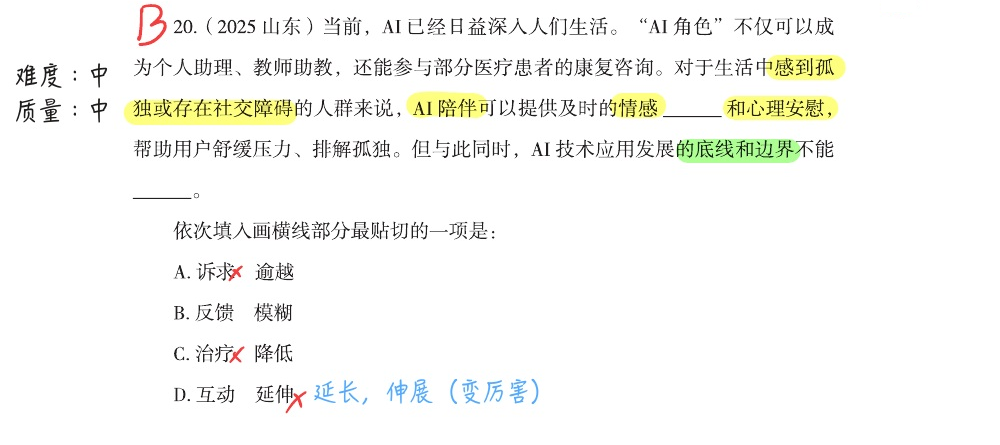 B 20.（2025 山东）当前，AI 已经日益深入人们生活。“AI 角色”不仅可以成
难度：中 为个人助理、教师助教，还能参与部分医疗患者的康复咨询。对于生活中感到孤
质量：中 独或存在社交障碍的人群来说，AI 陪伴可以提供及时的情感______和心理安慰，
帮助用户舒缓压力、排解孤独。但与此同时，AI 技术应用发展的底线和边界不能
______。
依次填入画横线部分最贴切的一项是：
A. 诉求 逾越
B. 反馈 模糊
C. 治疗 降低
D. 互动 延伸 延长，伸展（变厉害）